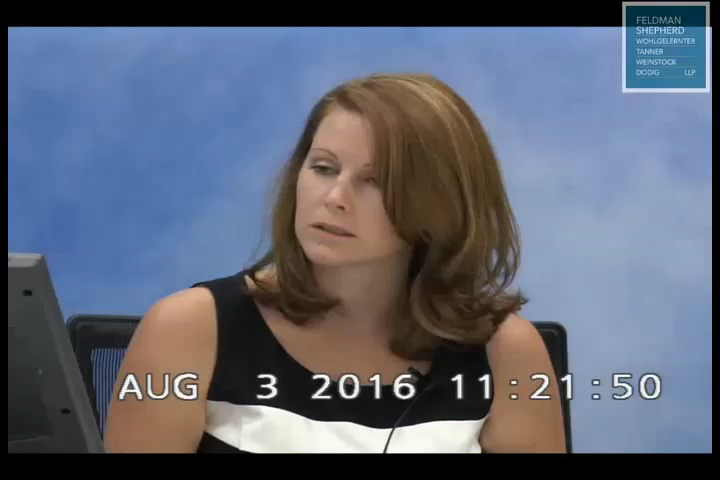 FELDMAN
SHEPHERD
WOHLGELERNTER
TANNER
WEINSTOCK
DODIG LLP
AUG 3 2016 11:21:50